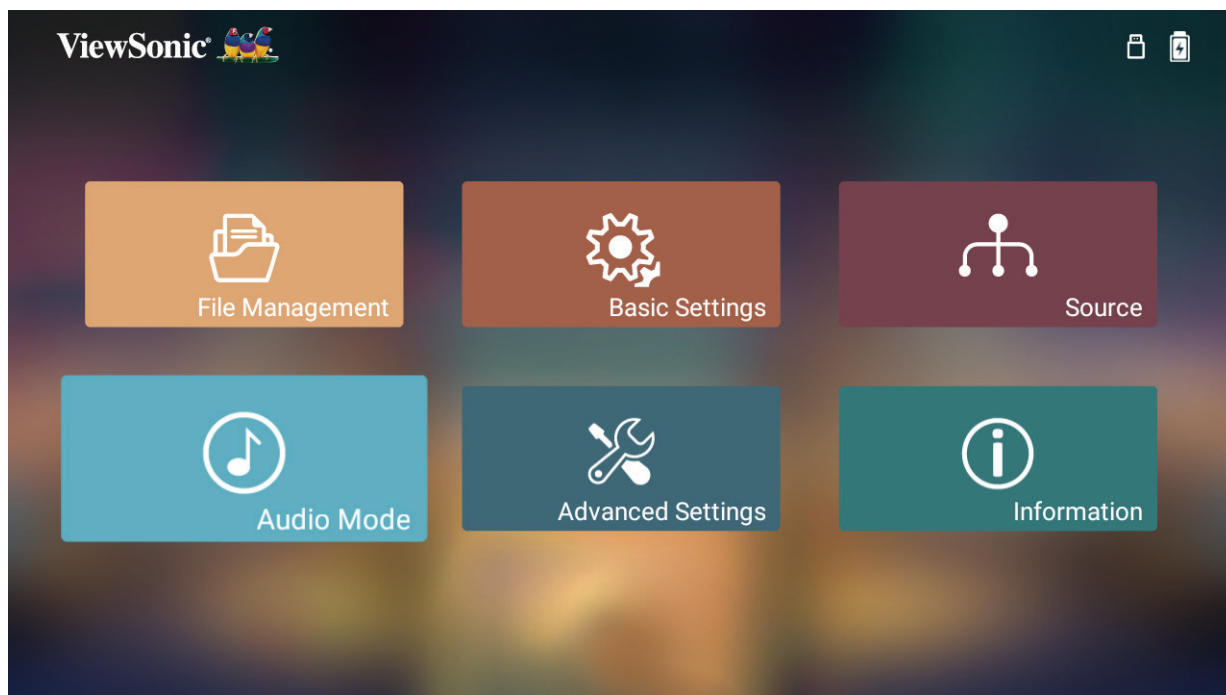 ViewSonic®
File Management
Basic Settings
Source
Audio Mode
Advanced Settings
Information